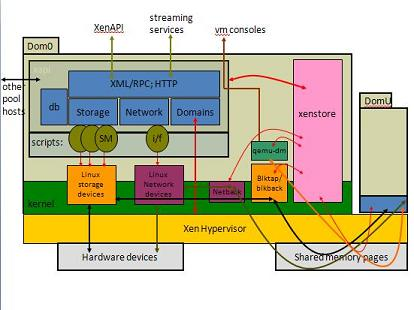 XenAPI
streaming
services
vm consoles
Dom0
xapi
XML/RPC; HTTP
other
pool
hosts
db
Storage
Network
Domains
xenstore
DomU
scripts:
SM
i/f
qemu-dm
Linux
storage
devices
Linux
Network
devices
Netback
Blktap/
blkback
kernel
Xen Hypervisor
Hardware devices
Shared memory pages